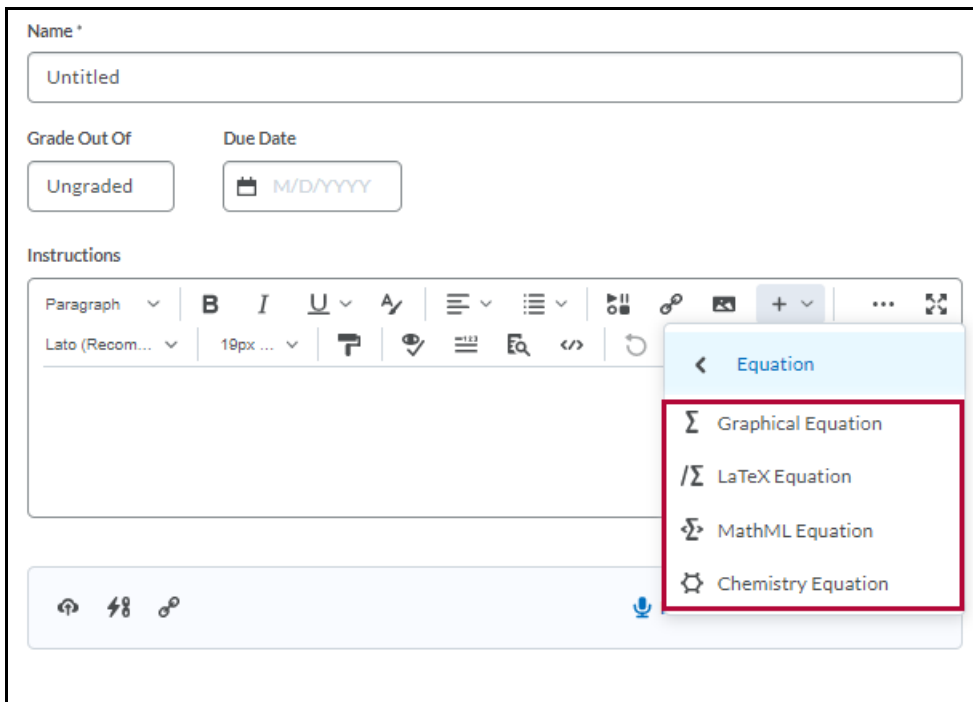 Name *
Untitled
Grade Out Of Due Date
Ungraded M/D/YYYY
Instructions
Paragraph B I U A
Lato (Recom... 19px ...
Equation
Graphical Equation
LaTeX Equation
MathML Equation
Chemistry Equation